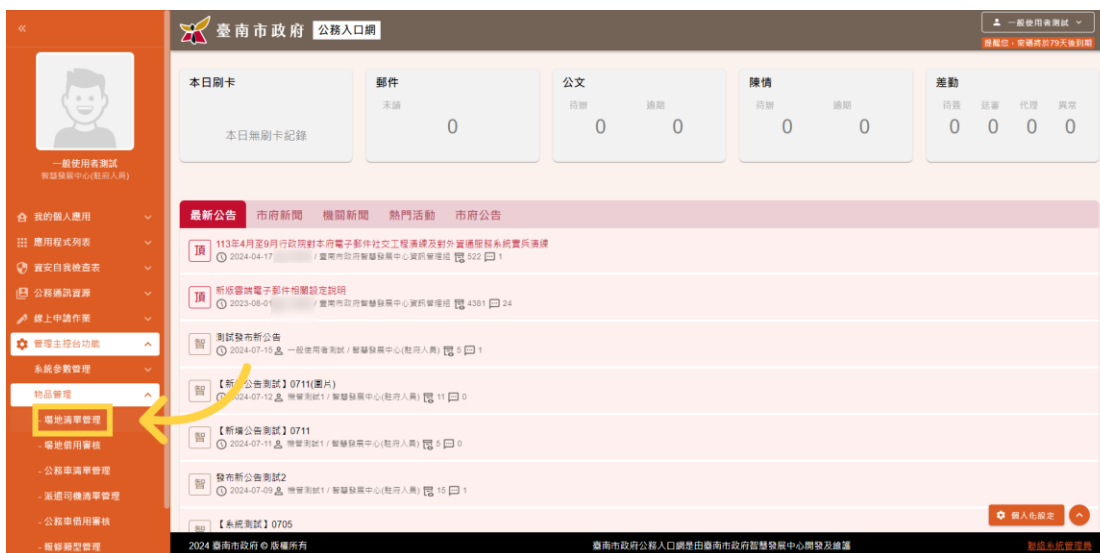 «
臺南市政府 公務入口網
一般使用者測試
提醒您，密碼將於79天後到期
一般使用者測試
智慧發展中心(駐府人員)
我的個人應用
應用程式列表
資安自我檢查表
公務通訊資源
線上申請作業
管理主控台功能
系統參數管理
物品管理
- 場地清單管理
- 場地借用審核
- 公務車清單管理
- 派遣司機清單管理
- 公務車借用審核
- 報修類型管理
本日刷卡
本日無刷卡紀錄
郵件
未讀
0
公文
待辦 逾期
0 0
陳情
待辦 逾期
0 0
差勤
待簽 送審 代理 異常
0 0 0 0
最新公告 市府新聞 機關新聞 熱門活動 市府公告
頂 113年4月至9月行政院對本府電子郵件社交工程演練及對外資通服務系統實兵演練
2024-04-17 / 臺南市政府智慧發展中心資訊管理組 522 1
頂 新版雲端電子郵件相關設定說明
2023-08-01 / 臺南市政府智慧發展中心資訊管理組 4381 24
智 測試發布新公告
2024-07-15 一般使用者測試 / 智慧發展中心(駐府人員) 5 1
智 【新增公告測試】0711(圖片)
2024-07-12 機管測試1 / 智慧發展中心(駐府人員) 11 0
智 【新增公告測試】0711
2024-07-11 機管測試1 / 智慧發展中心(駐府人員) 5 0
智 發布新公告測試2
2024-07-09 機管測試1 / 智慧發展中心(駐府人員) 15 1
智 【系統測試】0705
個人化設定
2024 臺南市政府 © 版權所有
臺南市政府公務入口網是由臺南市政府智慧發展中心開發及維護
聯絡系統管理員